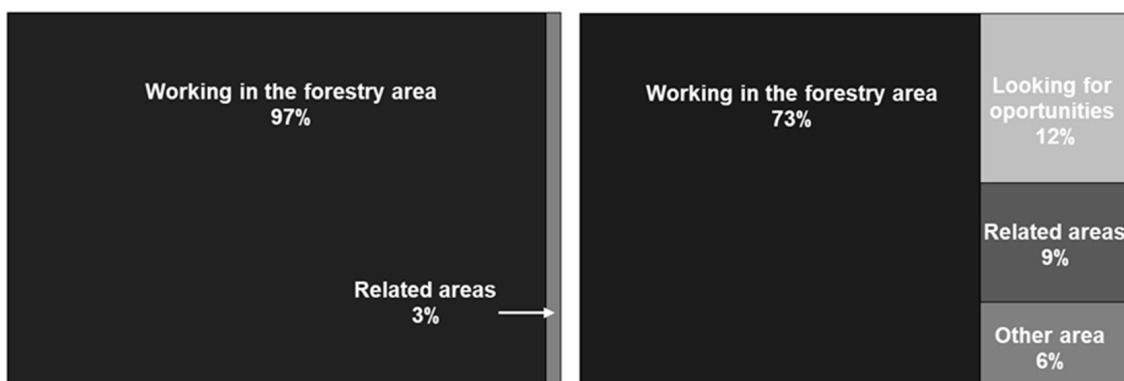 Working in the forestry area
97%
Related areas
3%
Working in the forestry area
73%
Looking for
oportunities
12%
Related areas
9%
Other area
6%